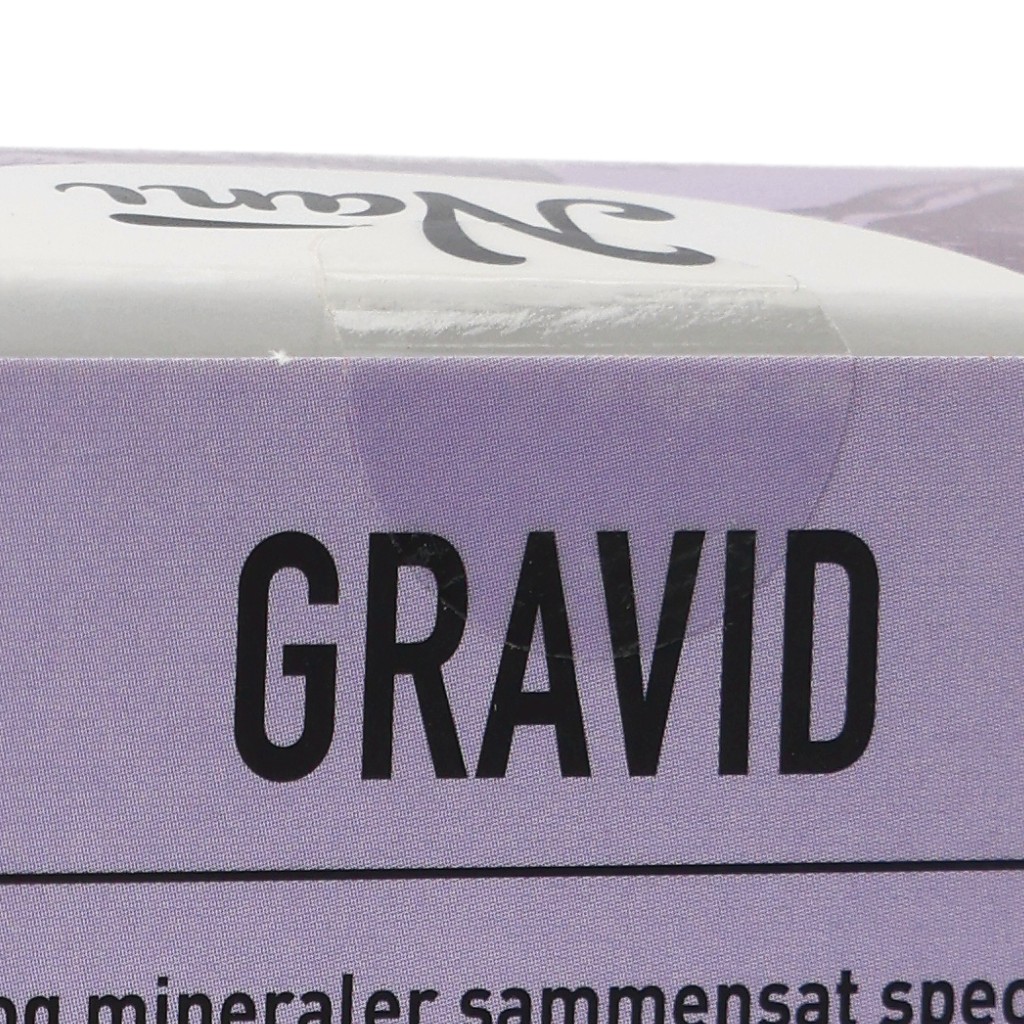 Nani
GRAVID
og mineraler sammensat spec